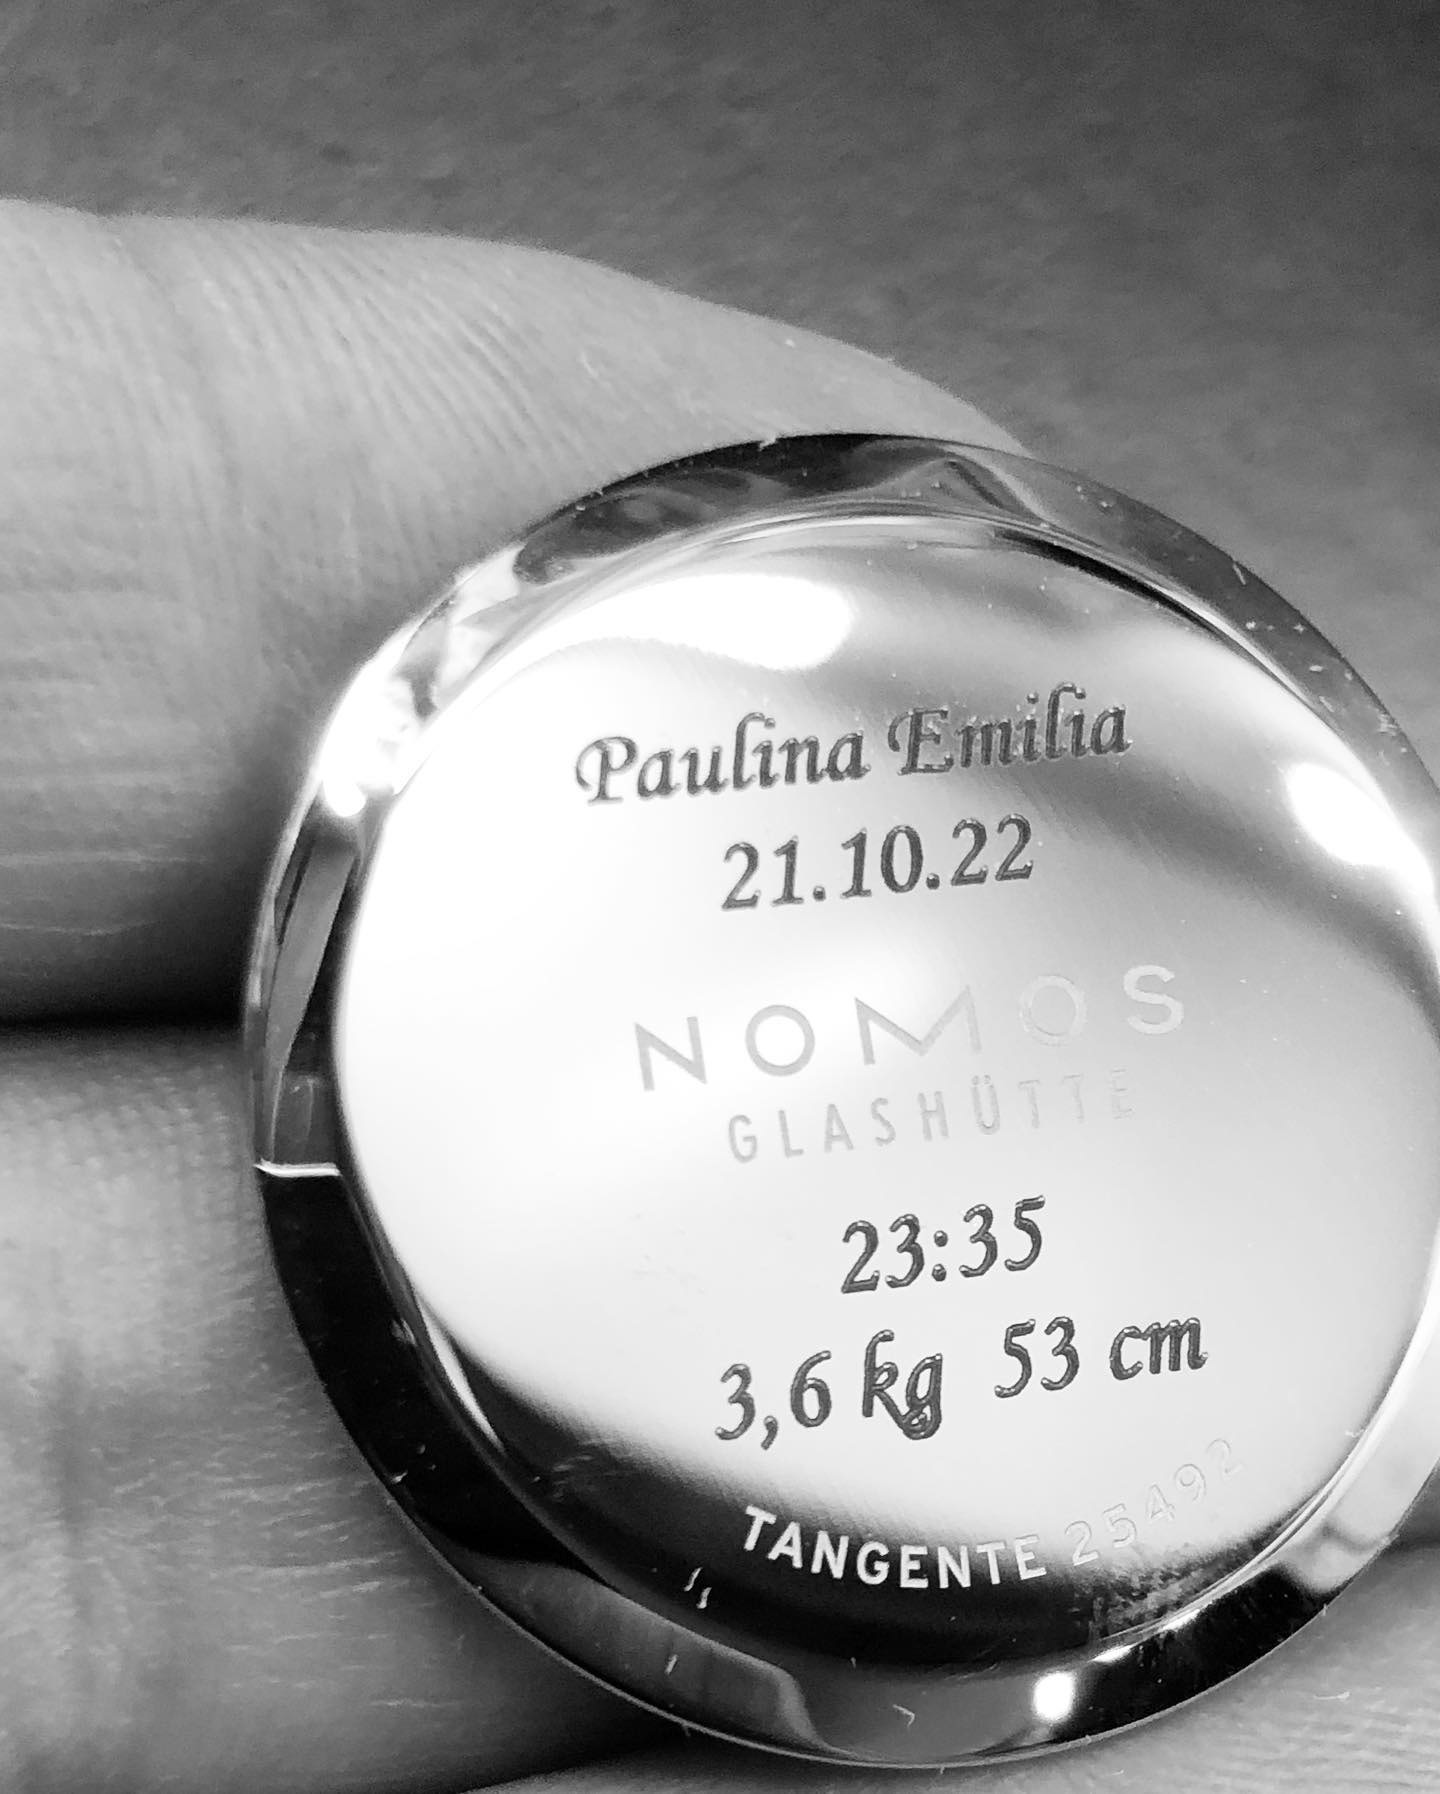 Paulina Emilia
21.10.22
NOMOS
GLASHÜTTE
23:35
3,6 kg 53 cm
TANGENTE 25492